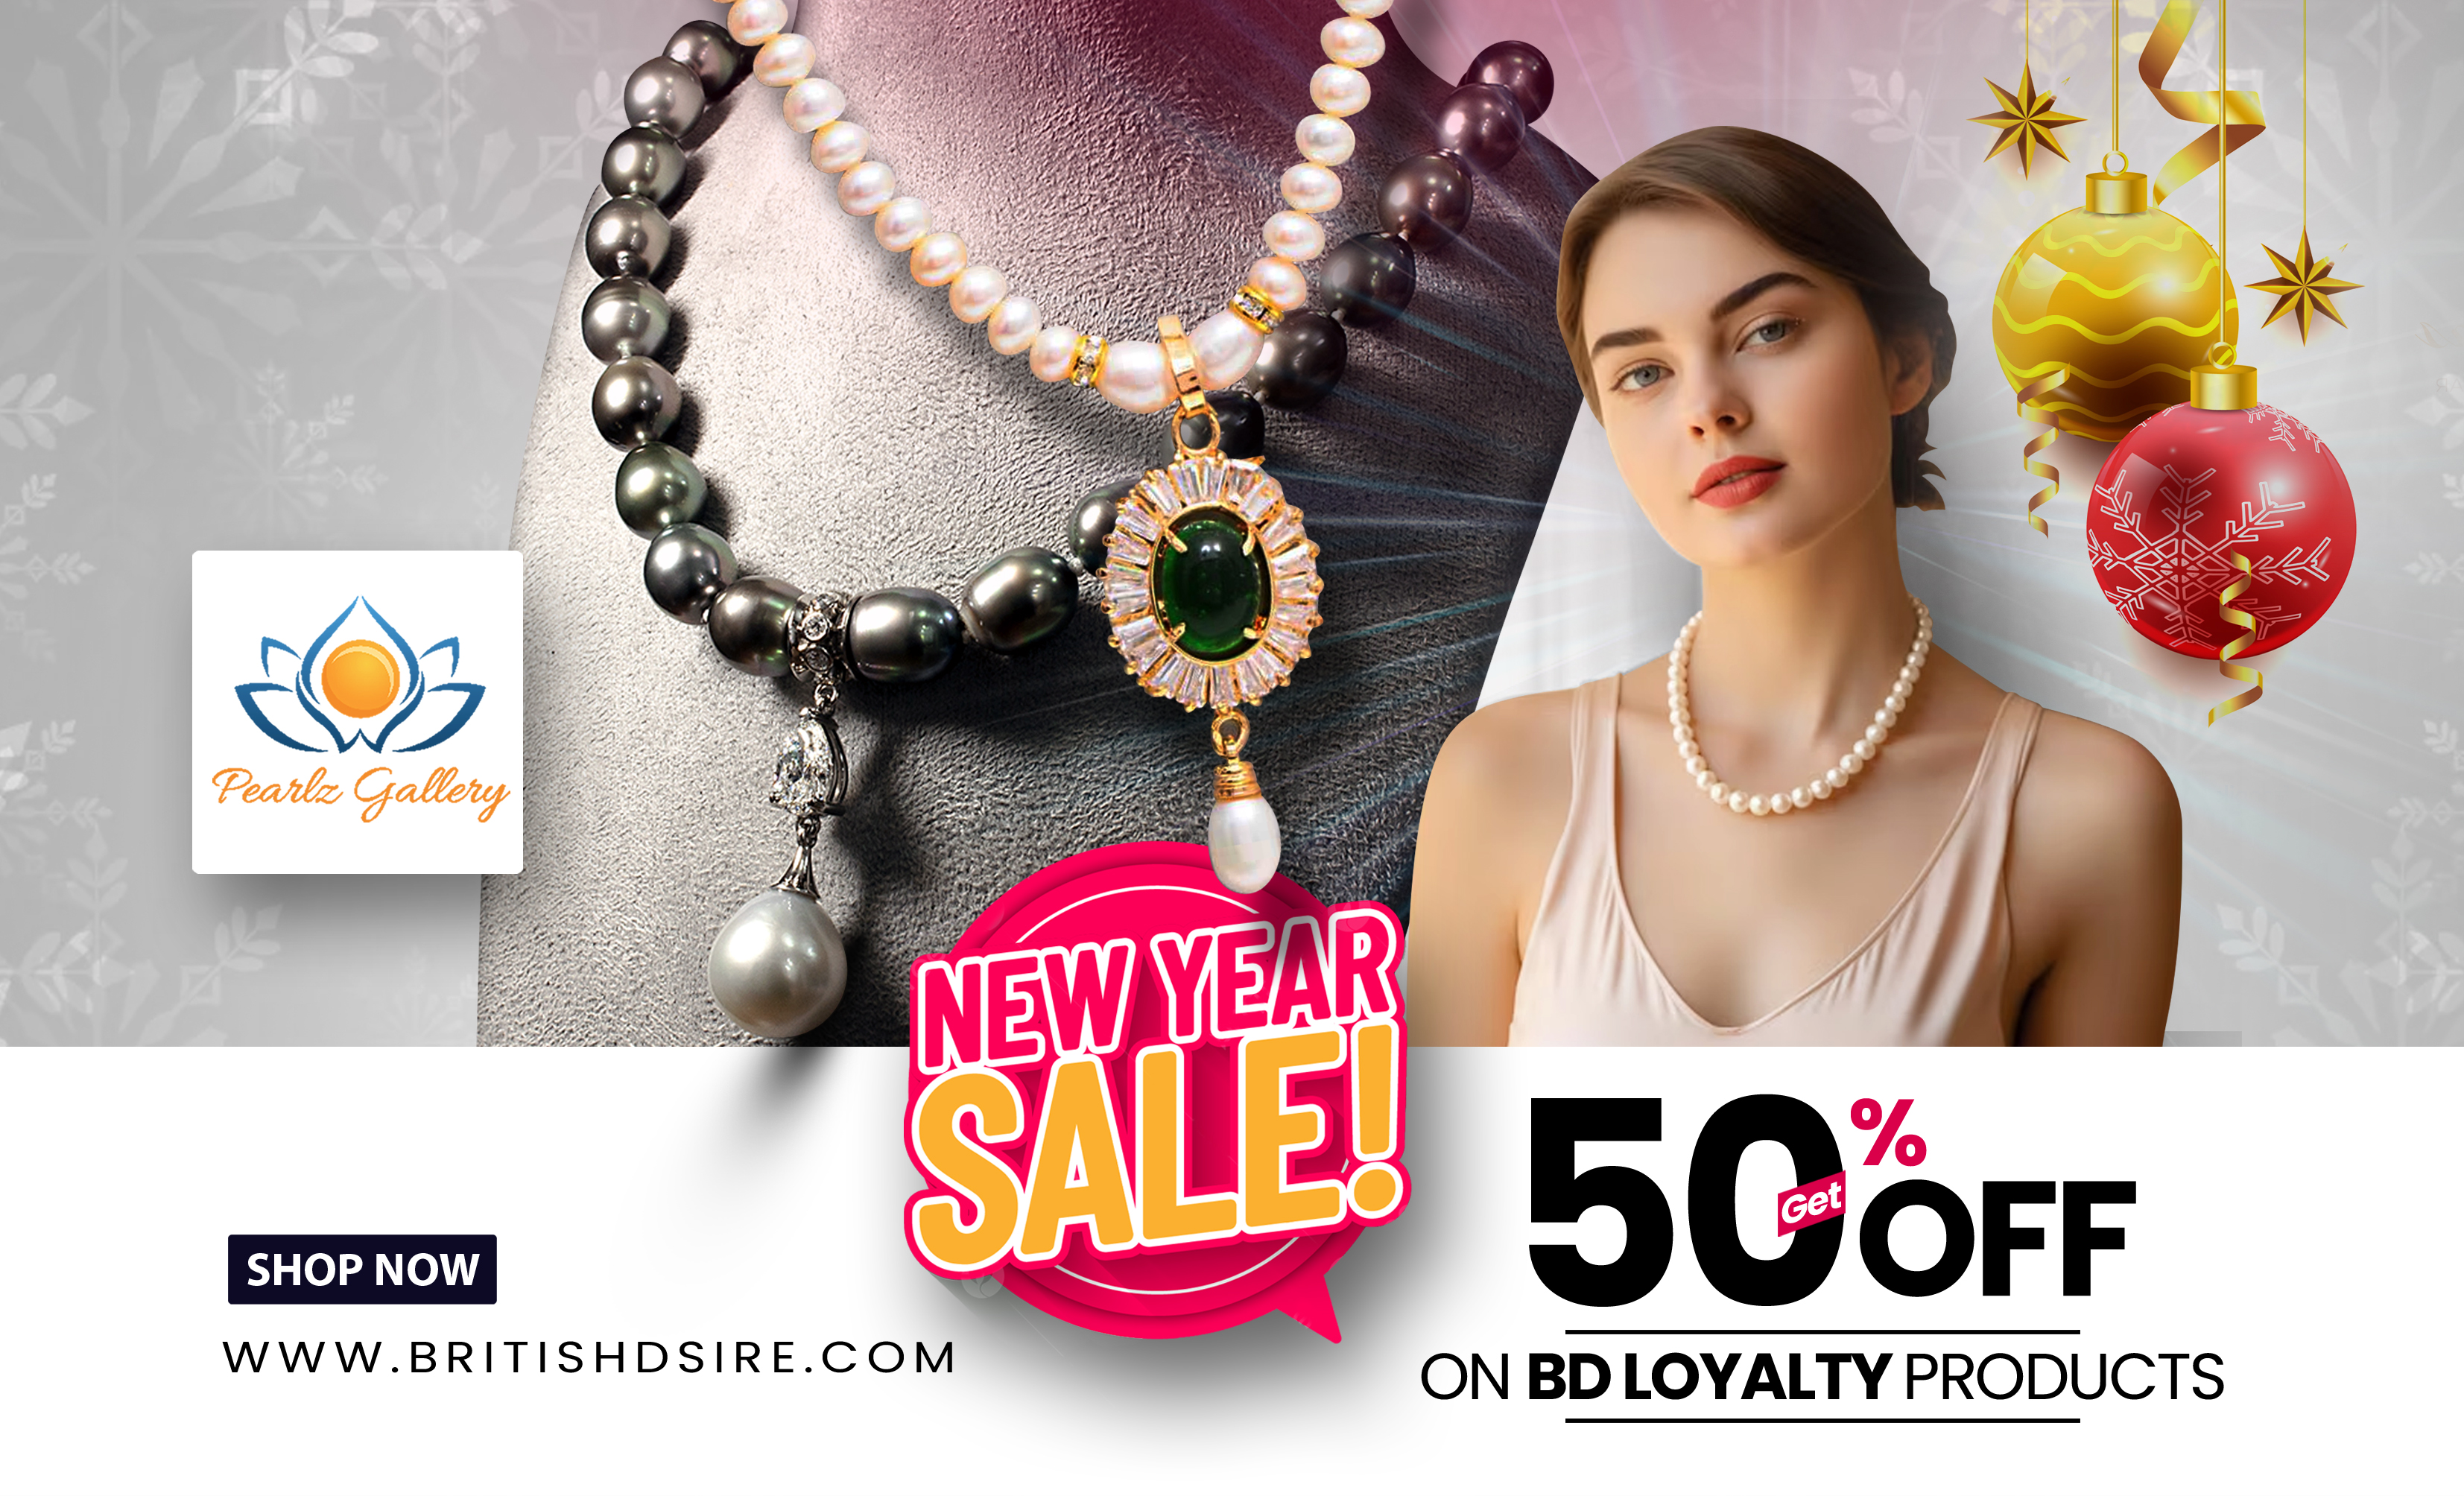 Pearlz Gallery
NEW YEAR
SALE!
SHOP NOW
WWW.BRITISHDSIRE.COM
Get
50% OFF
ON BD LOYALTY PRODUCTS